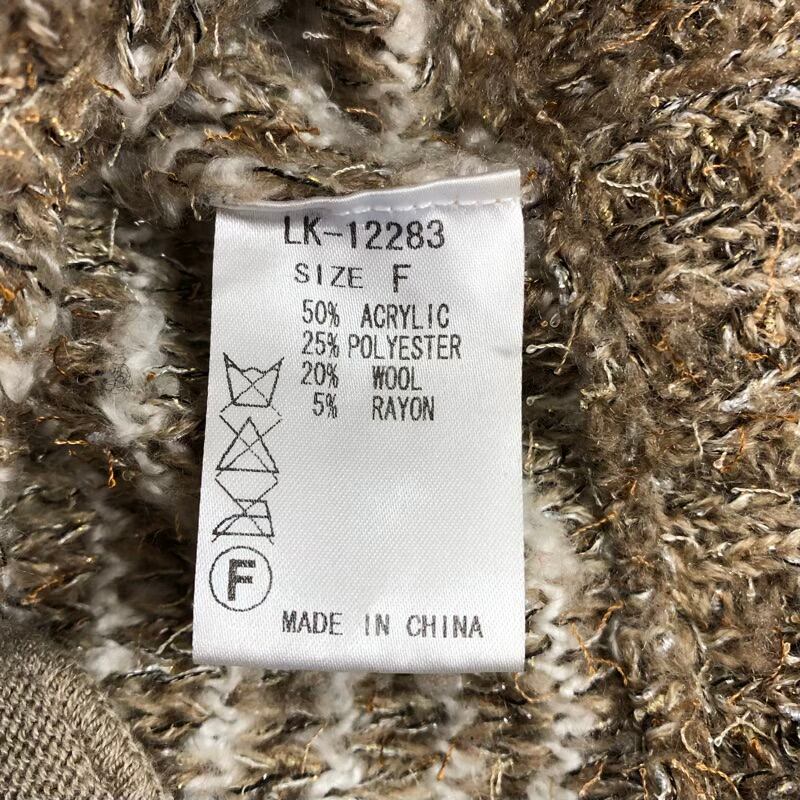 LK-12283
SIZE F
50% ACRYLIC
25% POLYESTER
20% WOOL
5% RAYON
F
MADE IN CHINA